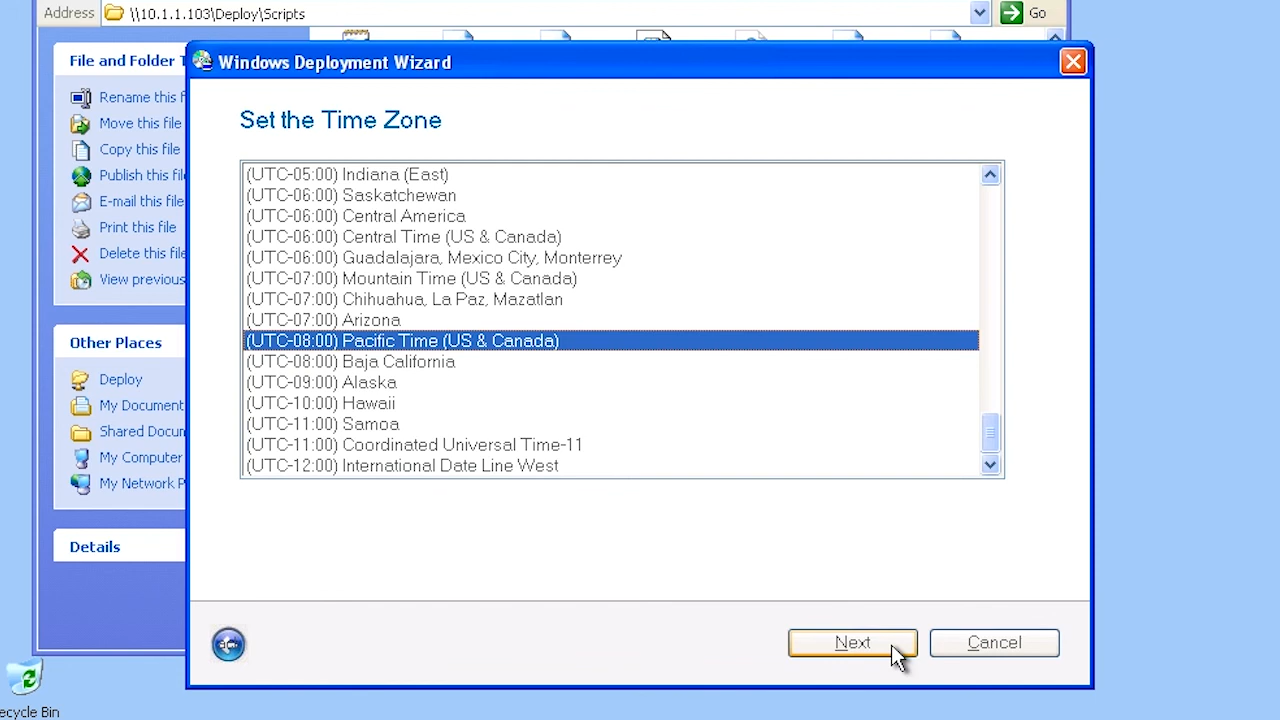 Address \\10.1.1.103\Deploy\Scripts Go
File and Folder T
Rename this f
Move this file
Copy this file
Publish this fil
E-mail this file
Print this file
Delete this file
View previous
Other Places
Deploy
My Document
Shared Docun
My Computer
My Network P
Details
Windows Deployment Wizard
Set the Time Zone
(UTC-05:00) Indiana (East)
(UTC-06:00) Saskatchewan
(UTC-06:00) Central America
(UTC-06:00) Central Time (US & Canada)
(UTC-06:00) Guadalajara, Mexico City, Monterrey
(UTC-07:00) Mountain Time (US & Canada)
(UTC-07:00) Chihuahua, La Paz, Mazatlan
(UTC-07:00) Arizona
(UTC-08:00) Pacific Time (US & Canada)
(UTC-08:00) Baja California
(UTC-09:00) Alaska
(UTC-10:00) Hawaii
(UTC-11:00) Samoa
(UTC-11:00) Coordinated Universal Time-11
(UTC-12:00) International Date Line West
Next Cancel
ecycle Bin